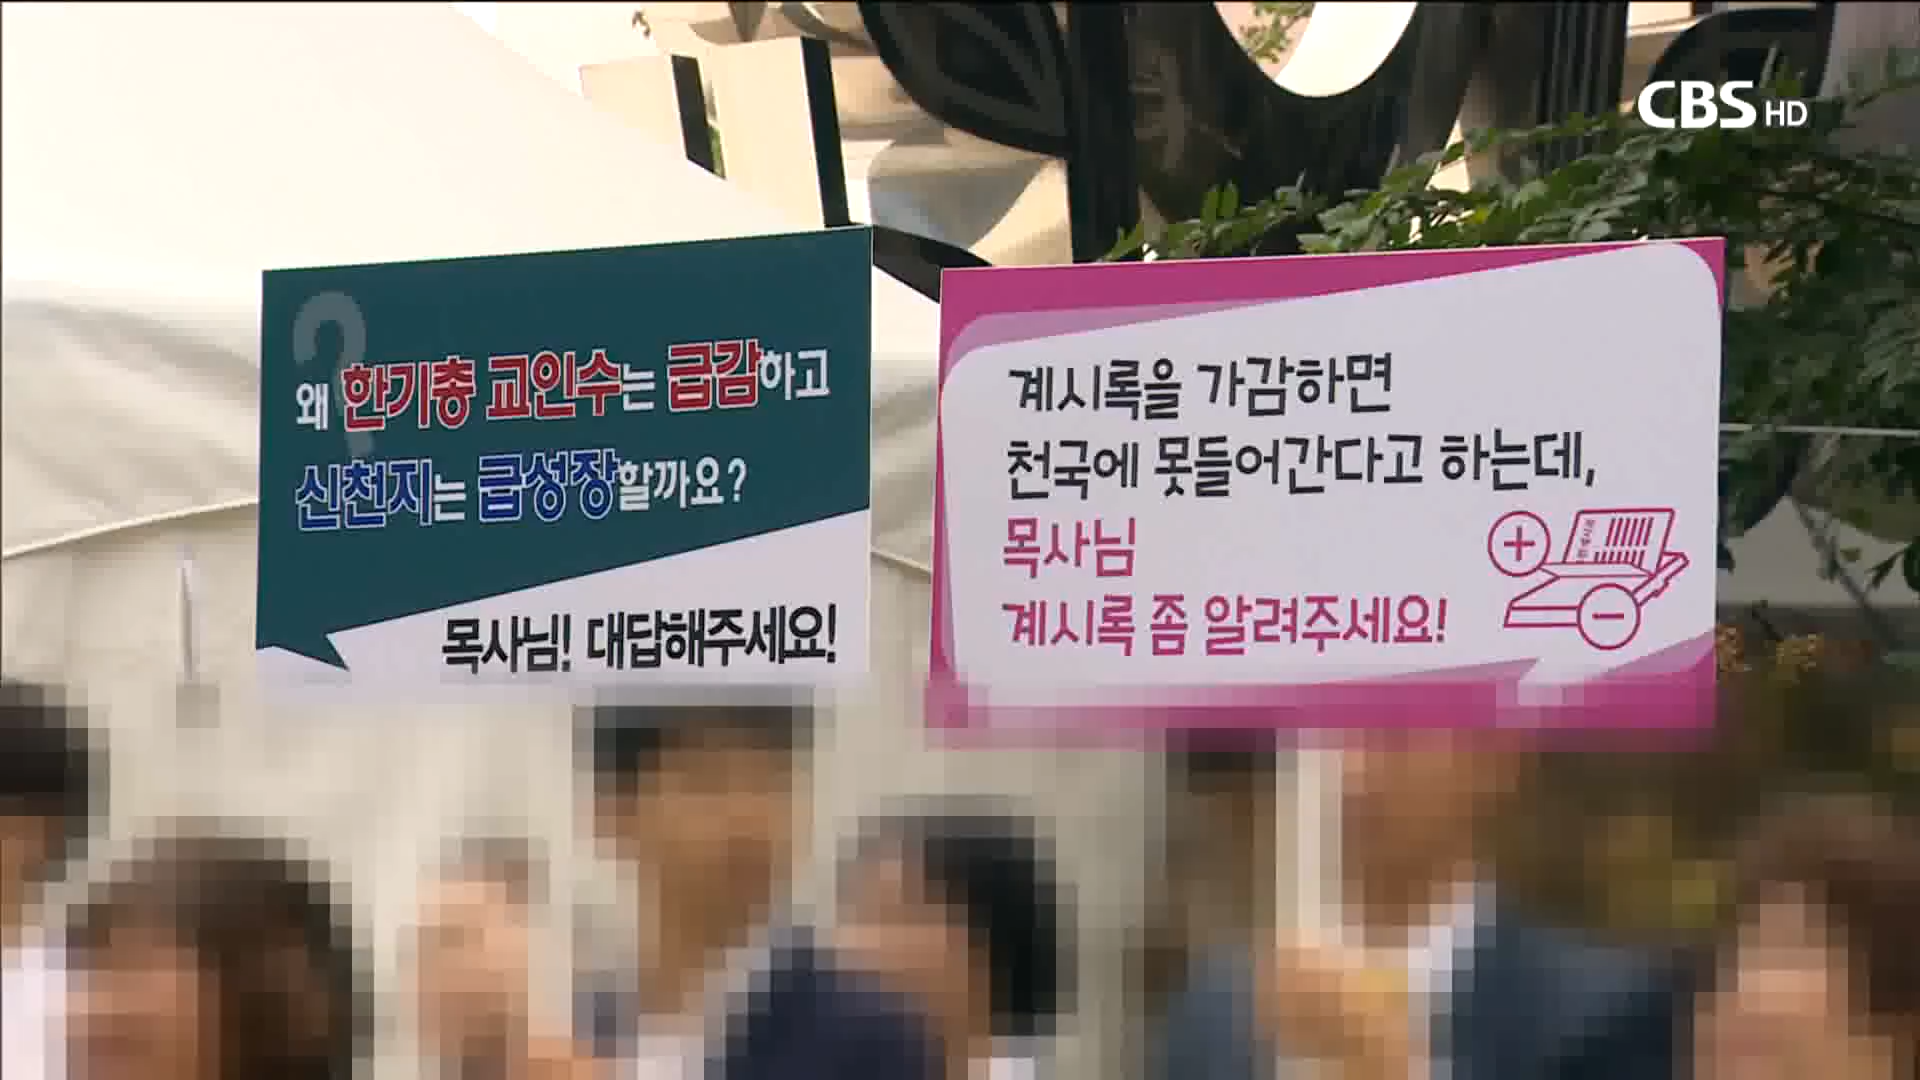 CBS HD
왜 한기총 교인수는 급감하고
신천지는 급성장할까요?
목사님! 대답해주세요!
계시록을 가감하면
천국에 못들어간다고 하는데,
목사님
계시록 좀 알려주세요!